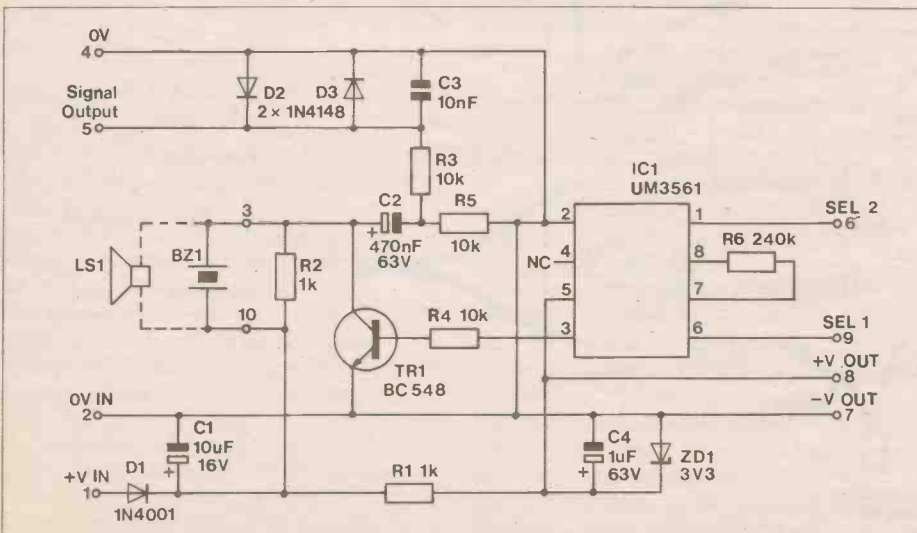 0V
4
Signal
Output
5
D2
D3
2 x 1N4148
C3
10nF
R3
10k
IC1
UM3561
3
C2
+
470nF
63V
R5
10k
2
1
SEL 2
6
4
NC
8
R6 240k
LS1
BZ1
R2
1k
5
7
10
R4 10k
3
6
SEL 1
9
TR1
BC548
+V OUT
8
0V IN
2
-V OUT
7
C1
10uF
16V
+
C4
1uF
63V
+
ZD1
3V3
+V IN
1
D1
1N4001
R1 1k